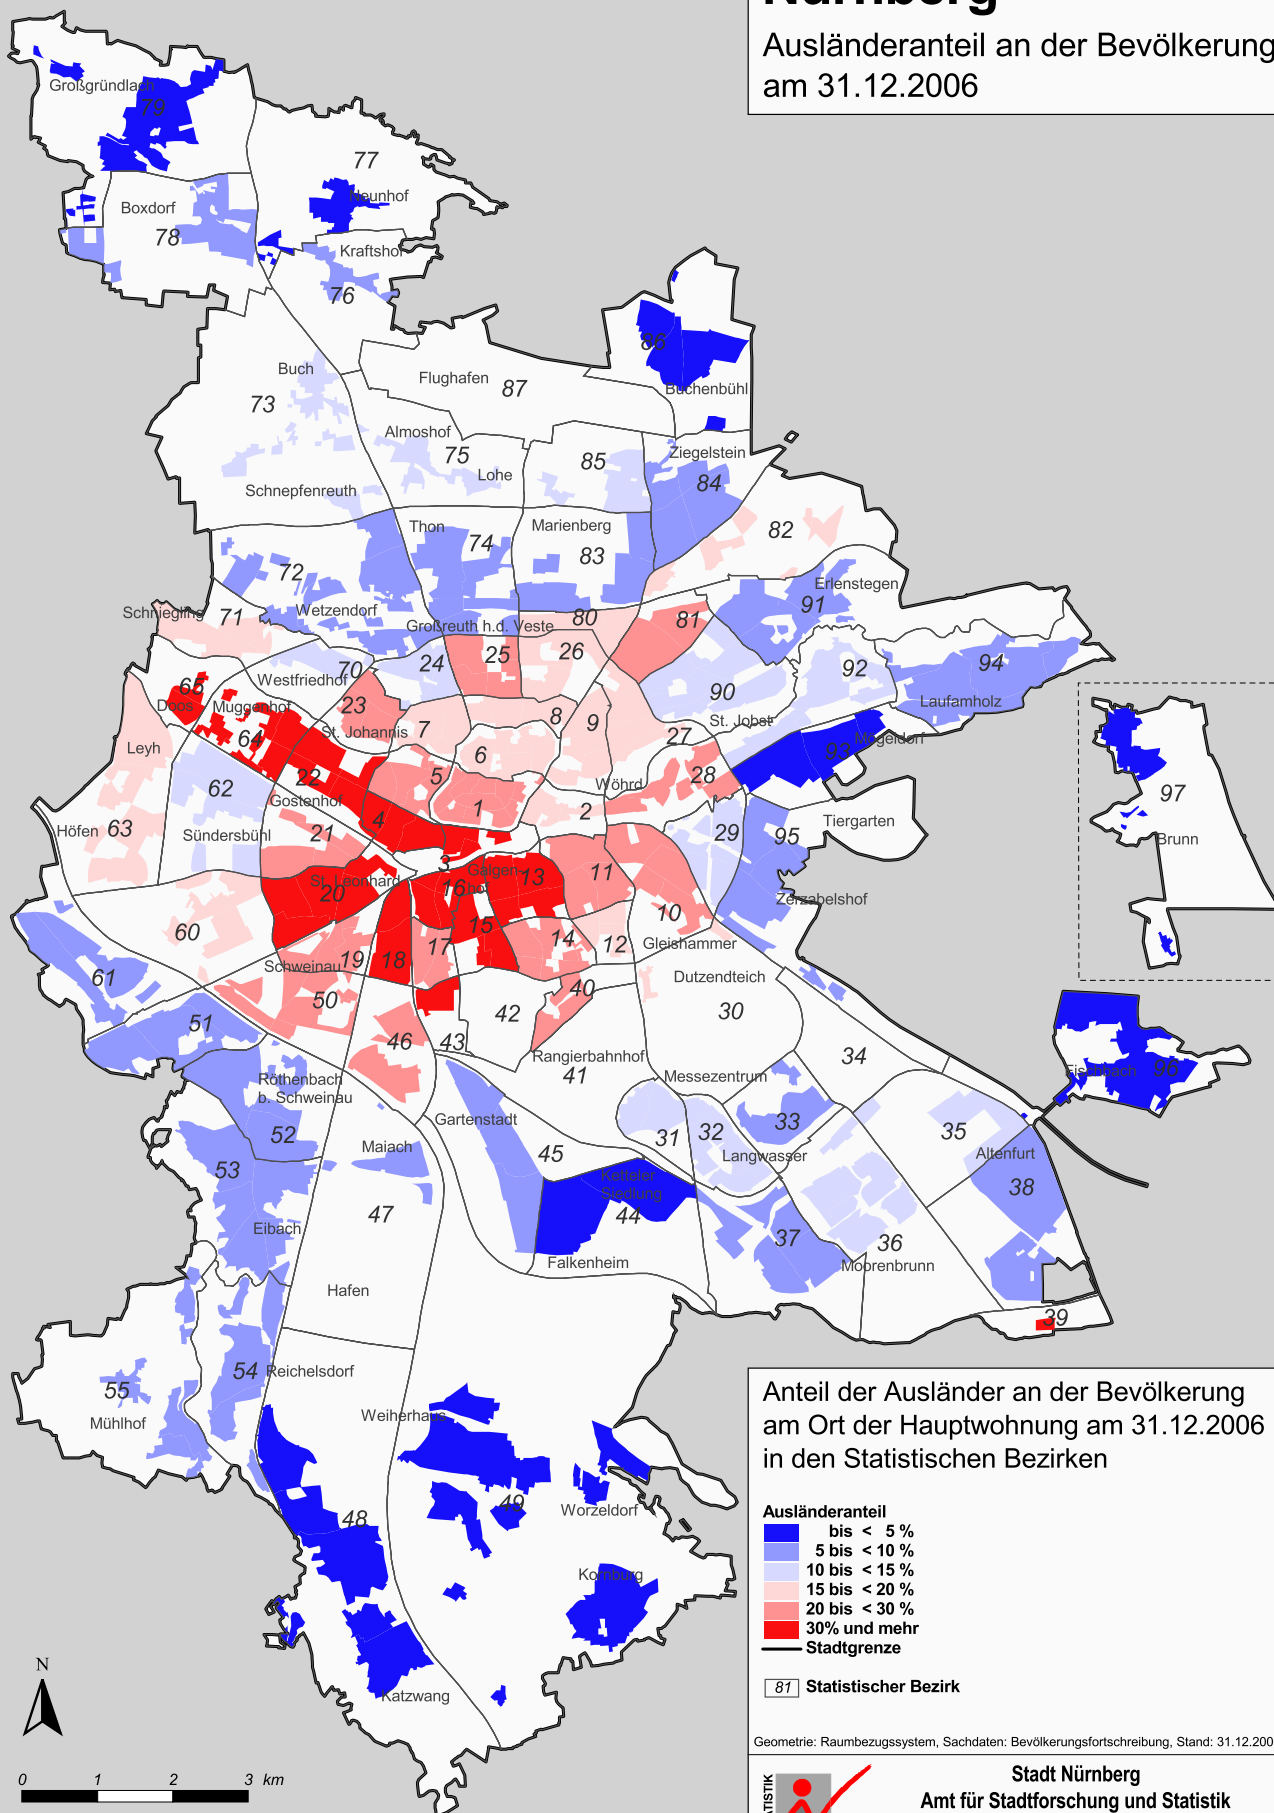 Nürnberg
Ausländeranteil an der Bevölkerung
am 31.12.2006
Großgründlach
79
77
Neunhof
Boxdorf
78
Kraftshof
76
86
Buchenbühl
Buch
73
Flughafen
87
Almoshof
75
Lohe
85
Ziegelstein
84
Schnepfenreuth
Thon
74
Marienberg
83
82
72
Wetzendorf
Erlenstegen
91
Schniegling
71
Großreuth h.d. Veste
80
81
24
25
26
70
Westfriedhof
92
94
Laufamholz
65
Doos
Muggenhof
64
23
St. Johannis
7
8
9
90
St. Jobst
27
Mögeldorf
93
Leyh
6
22
Gostenhof
5
Wöhrd
28
62
1
2
97
Brunn
Höfen
63
Sündersbühl
21
4
29
95
Tiergarten
3
Galgen-
hof
St. Leonhard
20
16
13
11
Zerzabelshof
10
Gleishammer
60
15
14
12
17
18
19
Schweinau
61
50
40
Dutzendteich
30
51
46
42
43
Rangierbahnhof
41
34
Messezentrum
Fischbach
96
Röthenbach
b. Schweinau
52
Gartenstadt
45
31
32
33
Langwasser
35
Altenfurt
38
53
Maiach
Ketteler
Siedlung
44
47
Eibach
37
36
Moorenbrunn
Falkenheim
Hafen
39
55
Mühlhof
54
Reichelsdorf
Weiherhaus
49
Worzeldorf
48
Kornburg
Katzwang
N
0 1 2 3 km
Anteil der Ausländer an der Bevölkerung
am Ort der Hauptwohnung am 31.12.2006
in den Statistischen Bezirken
Ausländeranteil
bis < 5 %
5 bis < 10 %
10 bis < 15 %
15 bis < 20 %
20 bis < 30 %
30% und mehr
Stadtgrenze
81 Statistischer Bezirk
Geometrie: Raumbezugssystem, Sachdaten: Bevölkerungsfortschreibung, Stand: 31.12.200
Stadt Nürnberg
Amt für Stadtforschung und Statistik